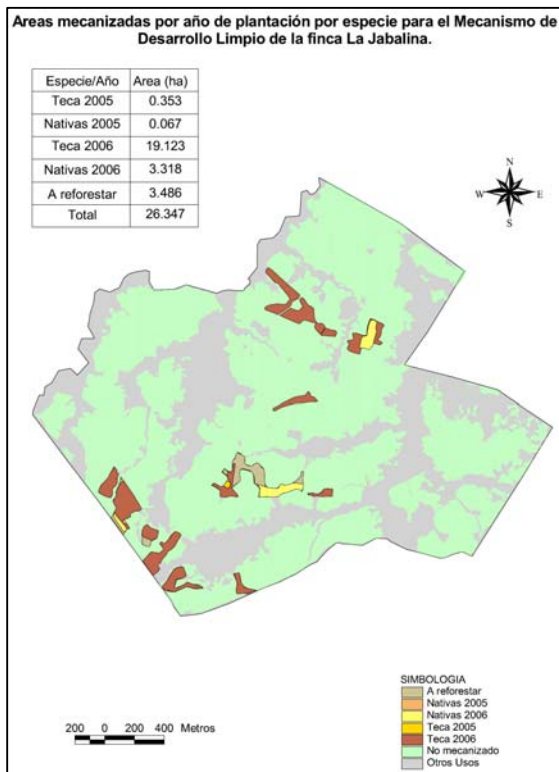 Areas mecanizadas por año de plantación por especie para el Mecanismo de
Desarrollo Limpio de la finca La Jabalina.
Especie/Año Area (ha)
Teca 2005 0.353
Nativas 2005 0.067
Teca 2006 19.123
Nativas 2006 3.318
A reforestar 3.486
Total 26.347
N
W E
S
SIMBOLOGIA
A reforestar
Nativas 2005
Nativas 2006
Teca 2005
Teca 2006
No mecanizado
Otros Usos
200 0 200 400 Metros